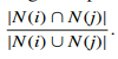 |N(i) ∩ N(j)|
|N(i) ∪ N(j)|.